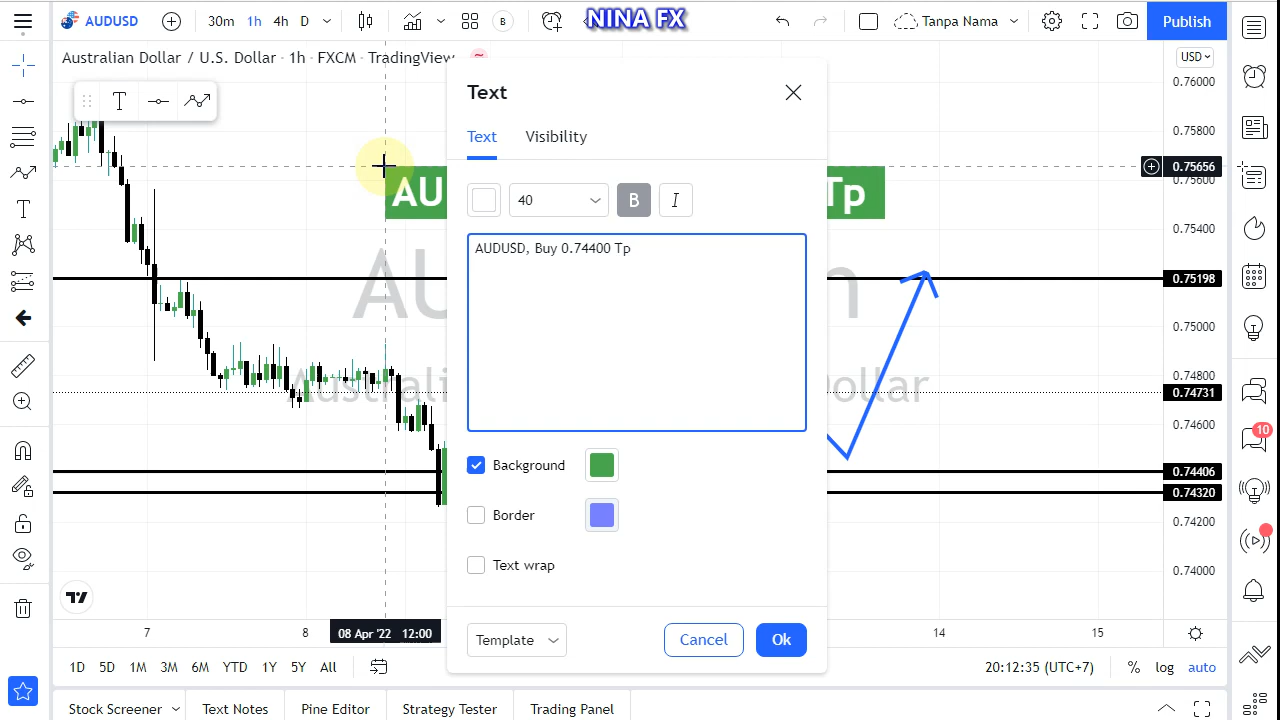 AUDUSD
30m 1h 4h D
B
NINA FX
Tanpa Nama
Publish
Australian Dollar / U.S. Dollar · 1h · FXCM · TradingView
USD
0.76000
0.75800
0.75656
0.75600
0.75400
0.75198
0.75000
0.74800
0.74731
0.74600
0.74406
0.74320
0.74200
0.74000
Text
Text Visibility
40
B I
AUDUSD, Buy 0.74400 Tp
Background
Border
Text wrap
Template
Cancel
Ok
AU
Tp
AU
Australi
Dollar
10
7
8
08 Apr '22 12:00
14
15
1D 5D 1M 3M 6M YTD 1Y 5Y All
20:12:35 (UTC+7)
% log auto
Stock Screener Text Notes Pine Editor Strategy Tester Trading Panel